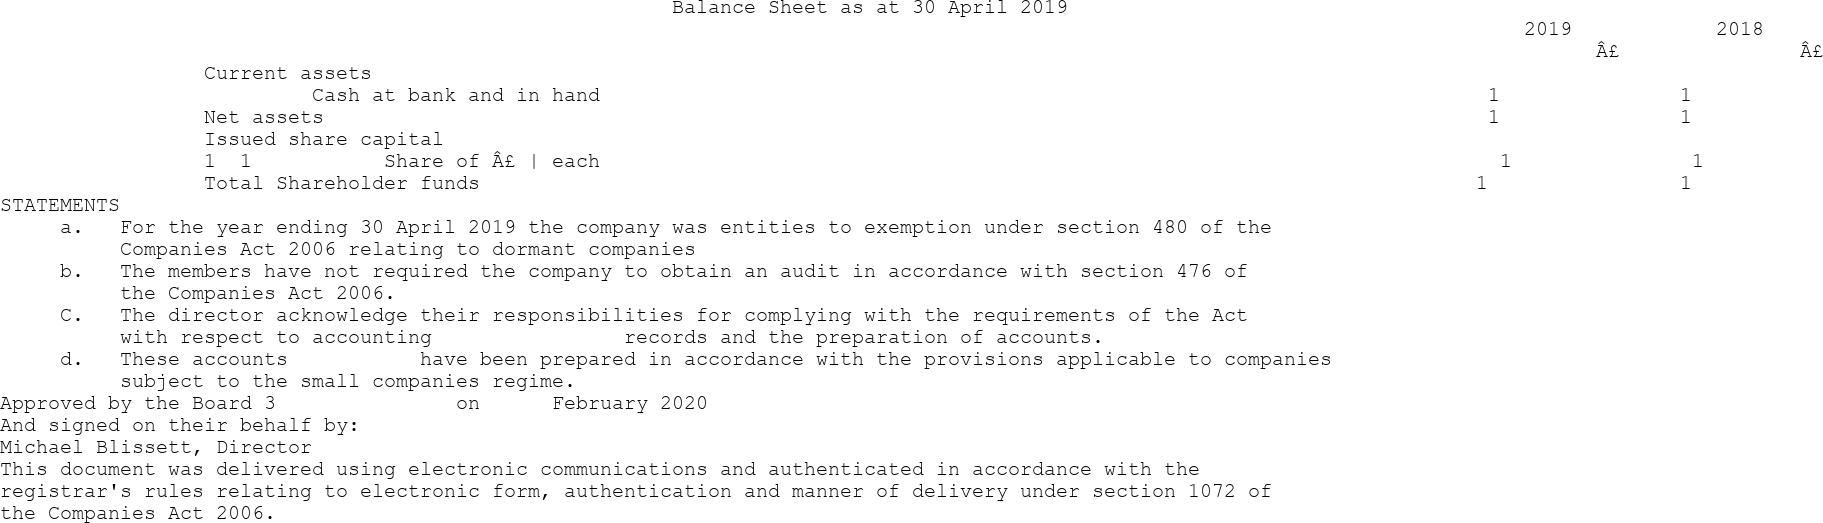 Balance Sheet as at 30 April 2019
2019 2018
Â£ Â£
Current assets
Cash at bank and in hand 1 1
Net assets 1 1
Issued share capital
1 1 Share of Â£ | each 1 1
Total Shareholder funds 1 1
STATEMENTS
a. For the year ending 30 April 2019 the company was entities to exemption under section 480 of the
Companies Act 2006 relating to dormant companies
b. The members have not required the company to obtain an audit in accordance with section 476 of
the Companies Act 2006.
C. The director acknowledge their responsibilities for complying with the requirements of the Act
with respect to accounting records and the preparation of accounts.
d. These accounts have been prepared in accordance with the provisions applicable to companies
subject to the small companies regime.
Approved by the Board 3 on February 2020
And signed on their behalf by:
Michael Blissett, Director
This document was delivered using electronic communications and authenticated in accordance with the
registrar's rules relating to electronic form, authentication and manner of delivery under section 1072 of
the Companies Act 2006.